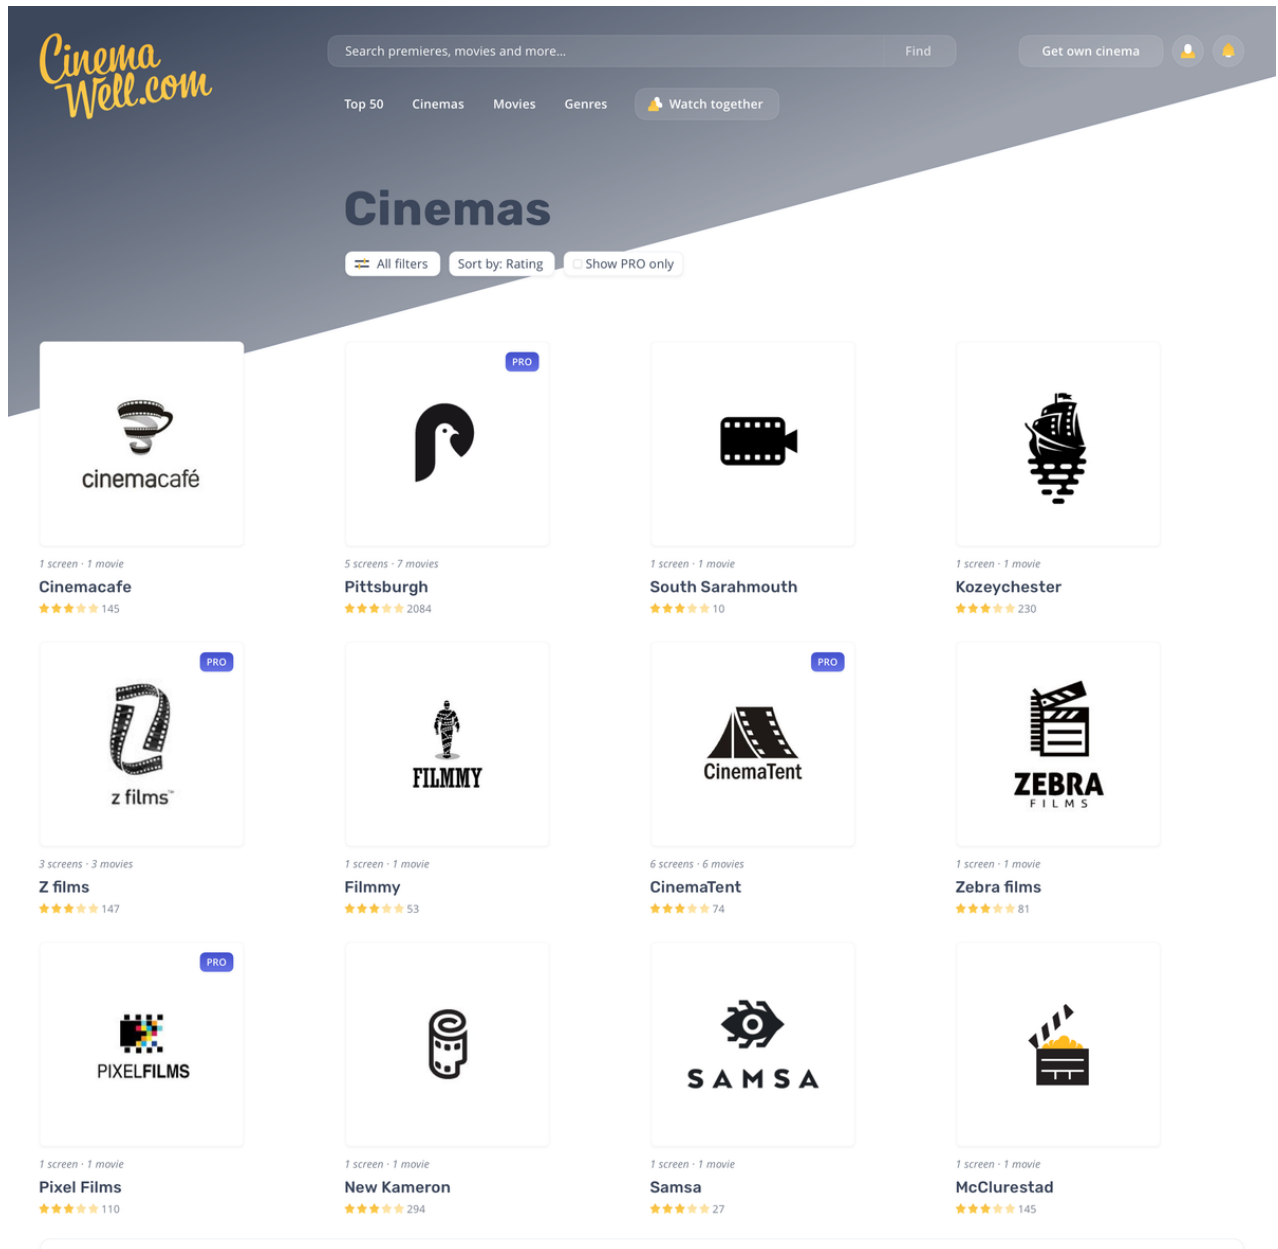 Cinema
Well.com
Search premieres, movies and more...
Find
Get own cinema
Top 50
Cinemas
Movies
Genres
Watch together
Cinemas
All filters
Sort by: Rating
Show PRO only
cinemacafé
1 screen · 1 movie
Cinemacafe
145
PRO
5 screens · 7 movies
Pittsburgh
2084
1 screen · 1 movie
South Sarahmouth
10
1 screen · 1 movie
Kozeychester
230
PRO
z films™
3 screens · 3 movies
Z films
147
FILMMY
1 screen · 1 movie
Filmmy
53
PRO
CinemaTent
6 screens · 6 movies
CinemaTent
74
ZEBRA
FILMS
1 screen · 1 movie
Zebra films
81
PRO
PIXELFILMS
1 screen · 1 movie
Pixel Films
110
1 screen · 1 movie
New Kameron
294
SAMSA
1 screen · 1 movie
Samsa
27
1 screen · 1 movie
McClurestad
145